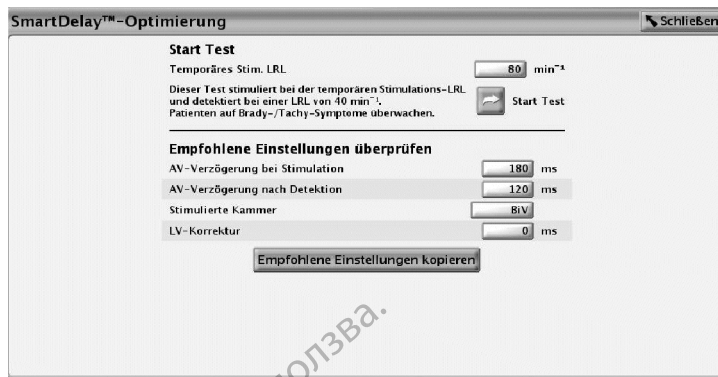 SmartDelay™-Optimierung
Schließen
Start Test
Temporäres Stim. LRL 80 min⁻¹
Dieser Test stimuliert bei der temporären Stimulations-LRL
und detektiert bei einer LRL von 40 min⁻¹.
Patienten auf Brady-/Tachy-Symptome überwachen.
Start Test
Empfohlene Einstellungen überprüfen
AV-Verzögerung bei Stimulation 180 ms
AV-Verzögerung nach Detektion 120 ms
Stimulierte Kammer BiV
LV-Korrektur 0 ms
Empfohlene Einstellungen kopieren
ползва.